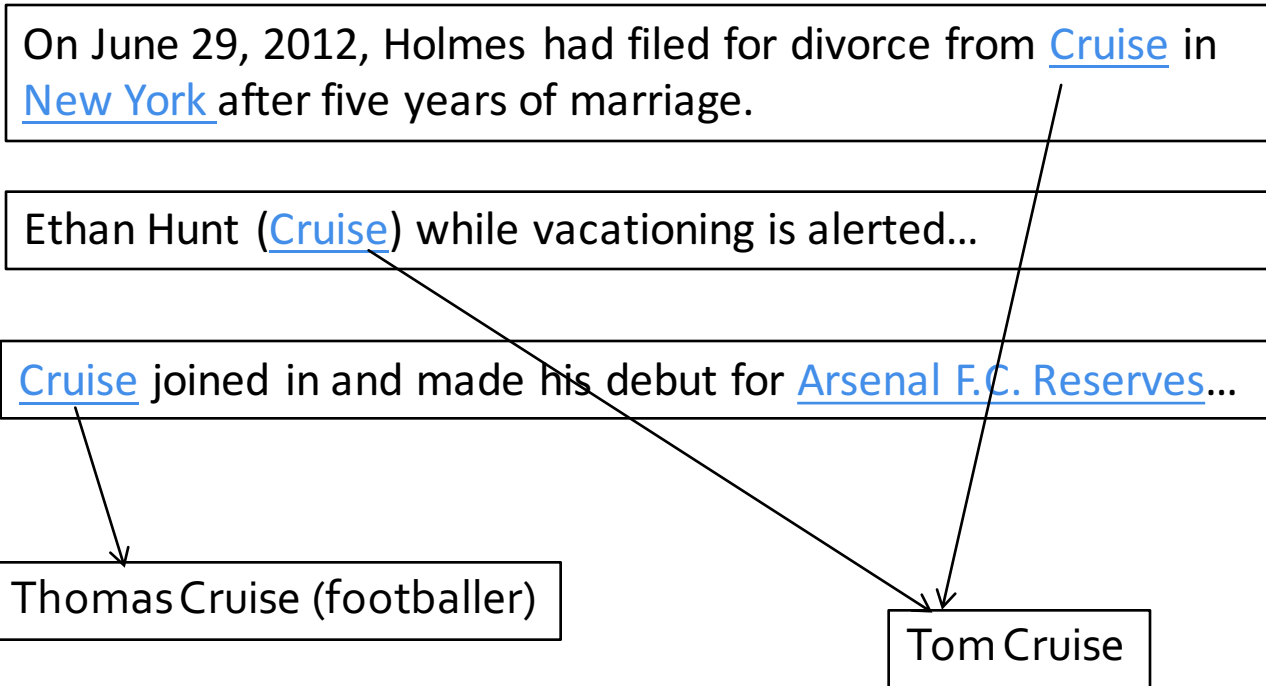 On June 29, 2012, Holmes had filed for divorce from Cruise in
New York after five years of marriage.
Ethan Hunt (Cruise) while vacationing is alerted…
Cruise joined in and made his debut for Arsenal F.C. Reserves…
Thomas Cruise (footballer)
Tom Cruise